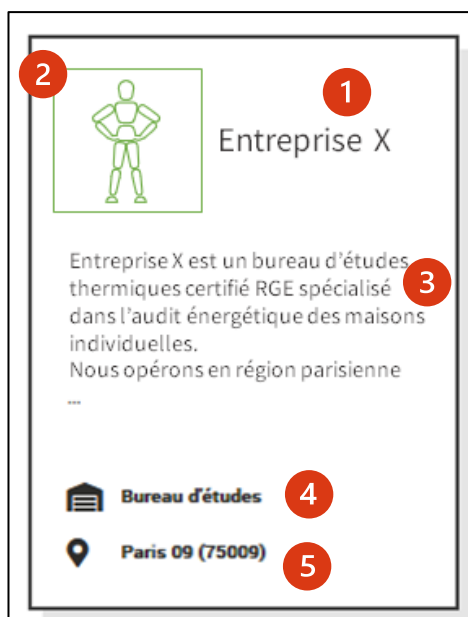 2
1
Entreprise X
Entreprise X est un bureau d'études
3
thermiques certifié RGE spécialisé
dans l'audit énergétique des maisons
individuelles.
Nous opérons en région parisienne
...
Bureau d'études
4
Paris 09 (75009)
5